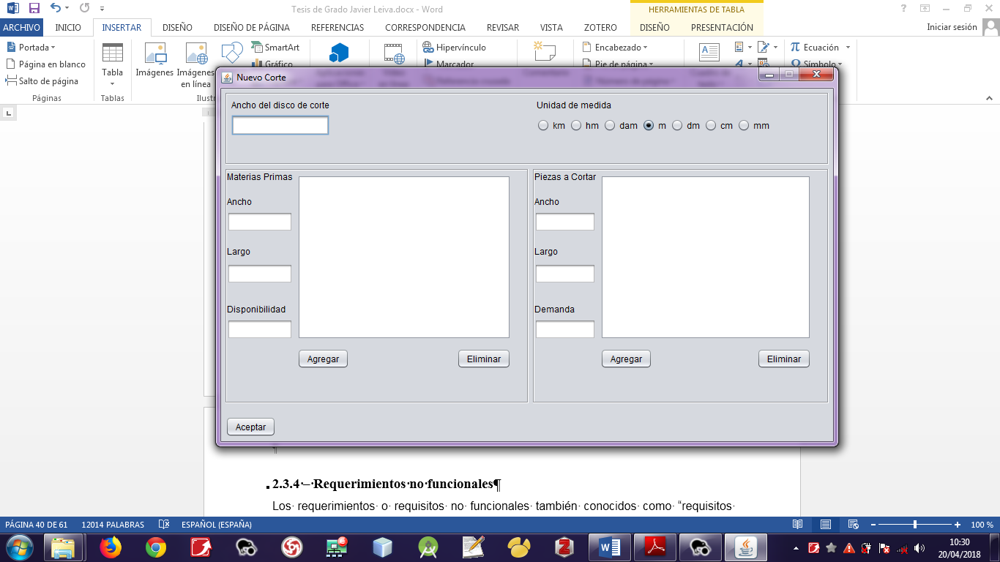 Tesis de Grado Javier Leiva.docx - Word
HERRAMIENTAS DE TABLA
ARCHIVO INICIO INSERTAR DISEÑO DISEÑO DE PÁGINA REFERENCIAS CORRESPONDENCIA REVISAR VISTA ZOTERO DISEÑO PRESENTACIÓN Iniciar sesión
Portada SmartArt Hipervínculo Encabezado Ecuación
Página en blanco Gráfico Marcador Pie de página Símbolo
Salto de página Tabla Imágenes Imágenes en línea
Páginas Tablas
Nuevo Corte
Ancho del disco de corte Unidad de medida
km hm dam m dm cm mm
Materias Primas Piezas a Cortar
Ancho Ancho
Largo Largo
Disponibilidad Demanda
Agregar Eliminar Agregar Eliminar
Aceptar
2.3.4·–·Requerimientos·no·funcionales¶
Los· requerimientos· o· requisitos· no· funcionales· también· conocidos· como· “requisitos·
PÁGINA 40 DE 61 12014 PALABRAS ESPAÑOL (ESPAÑA) 100 %
10:30
20/04/2018